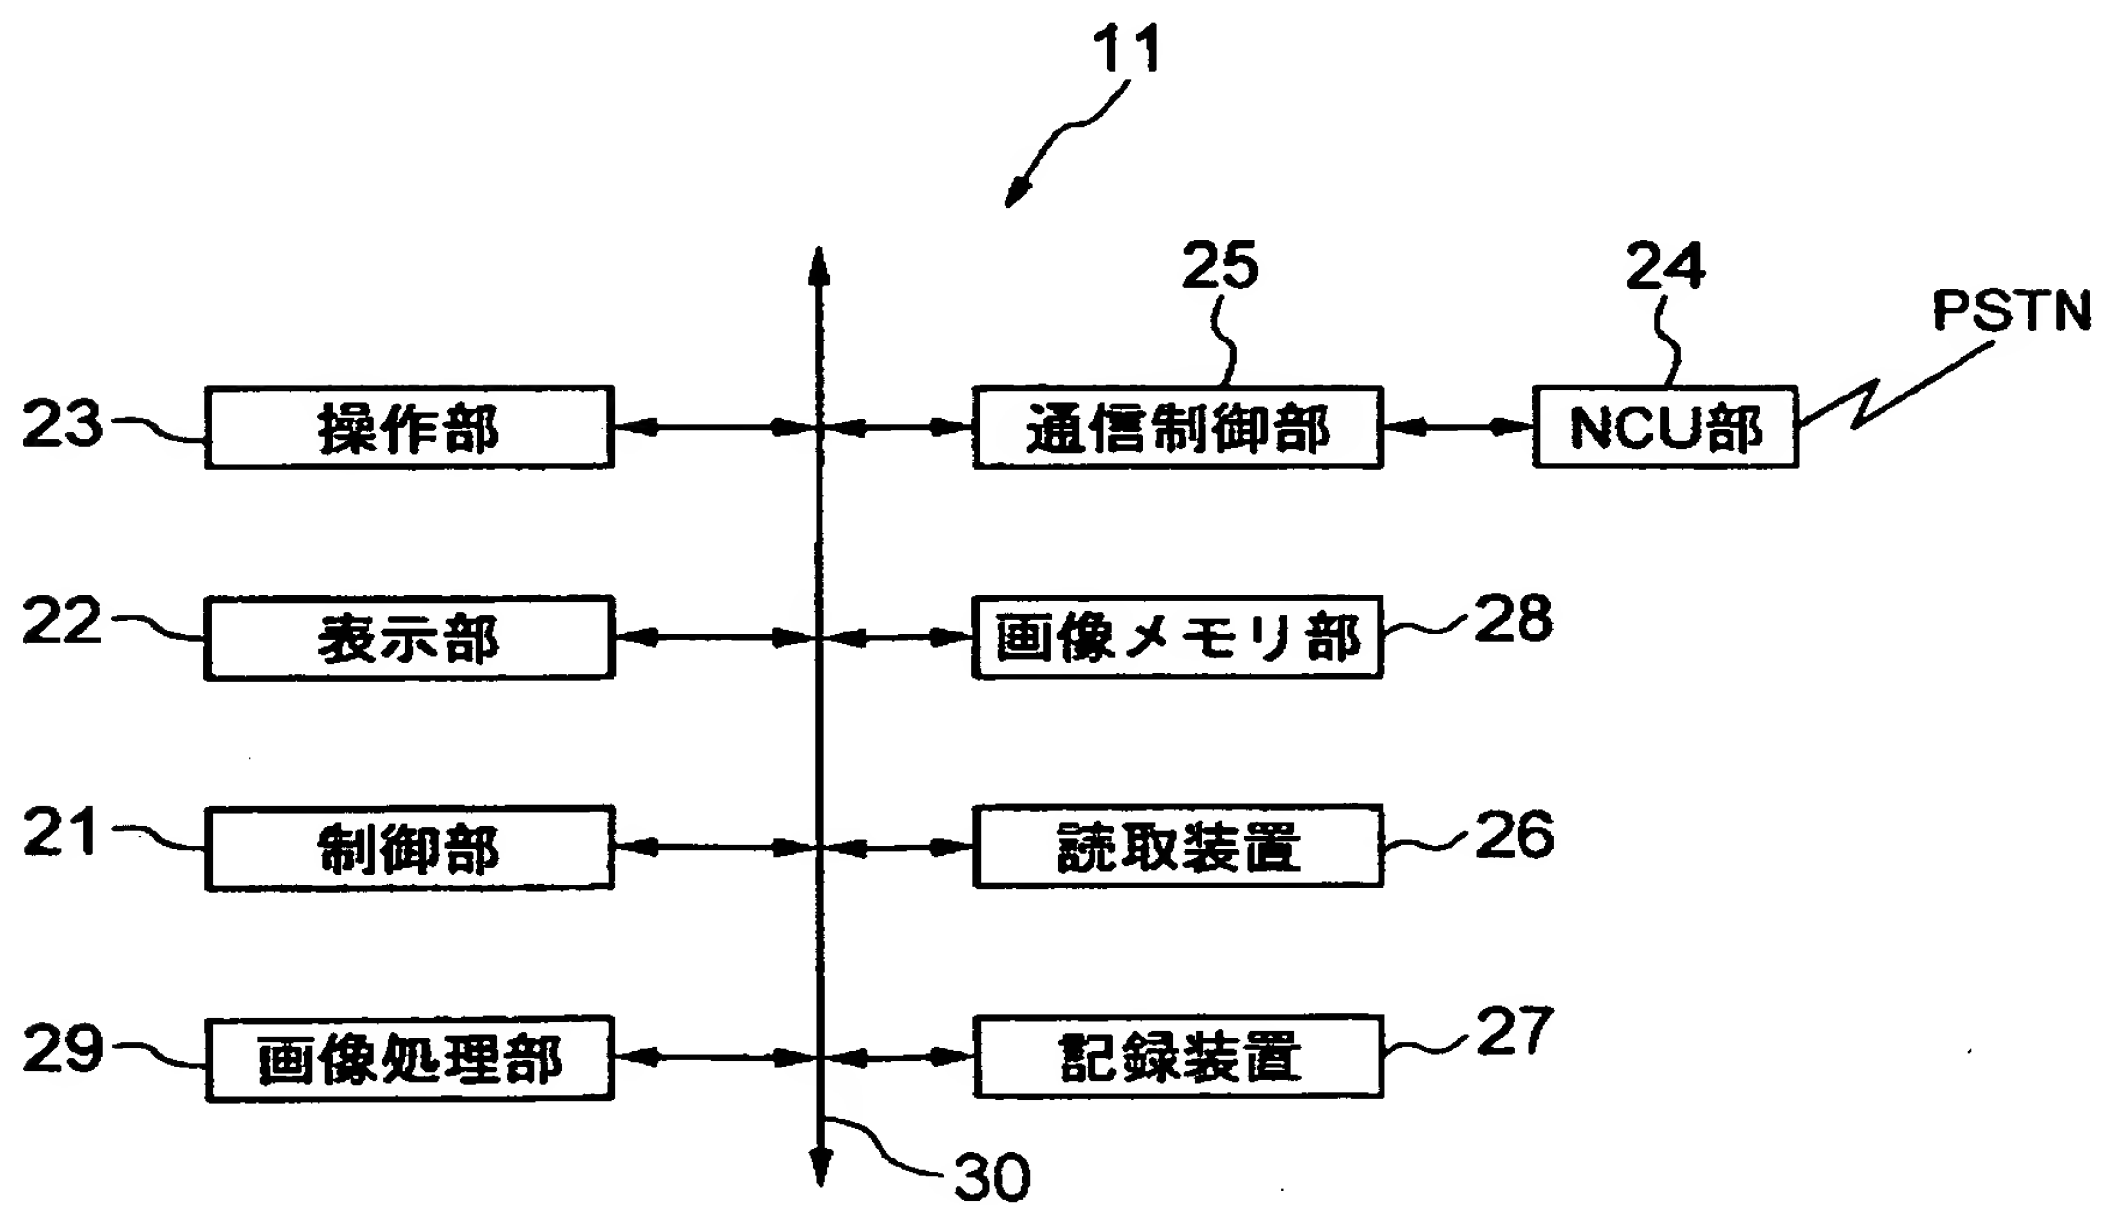 11
25
24
PSTN
23
操作部
通信制御部
NCU部
22
表示部
画像メモリ部
28
21
制御部
読取装置
26
29
画像処理部
記録装置
27
30